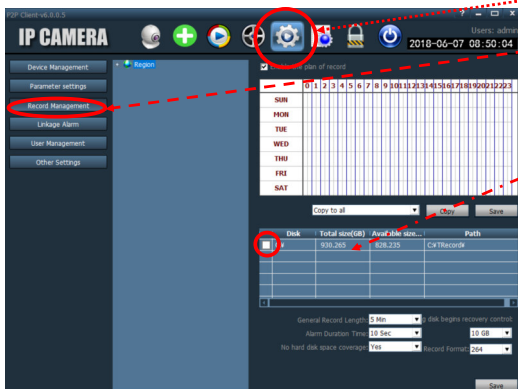 P2P Client-v6.0.0.5
IP CAMERA
Users: admin
2018-06-07 08:50:04
Device Management
Region
plan of record
Parameter settings
0 1 2 3 4 5 6 7 8 9 10 11 12 13 14 15 16 17 18 19 20 21 22 23
Record Management
SUN
MON
Linkage Alarm
TUE
User Management
WED
Other Settings
THU
FRI
SAT
Copy to all Copy Save
Disk Total size(GB) Available size... Path
930.265 828.235 C:¥TRecord¥
General Record Length: 5 Min g disk begins recovery control:
Alarm Duration Time: 10 Sec 10 GB
No hard disk space coverage: Yes Record Format: 264
Save